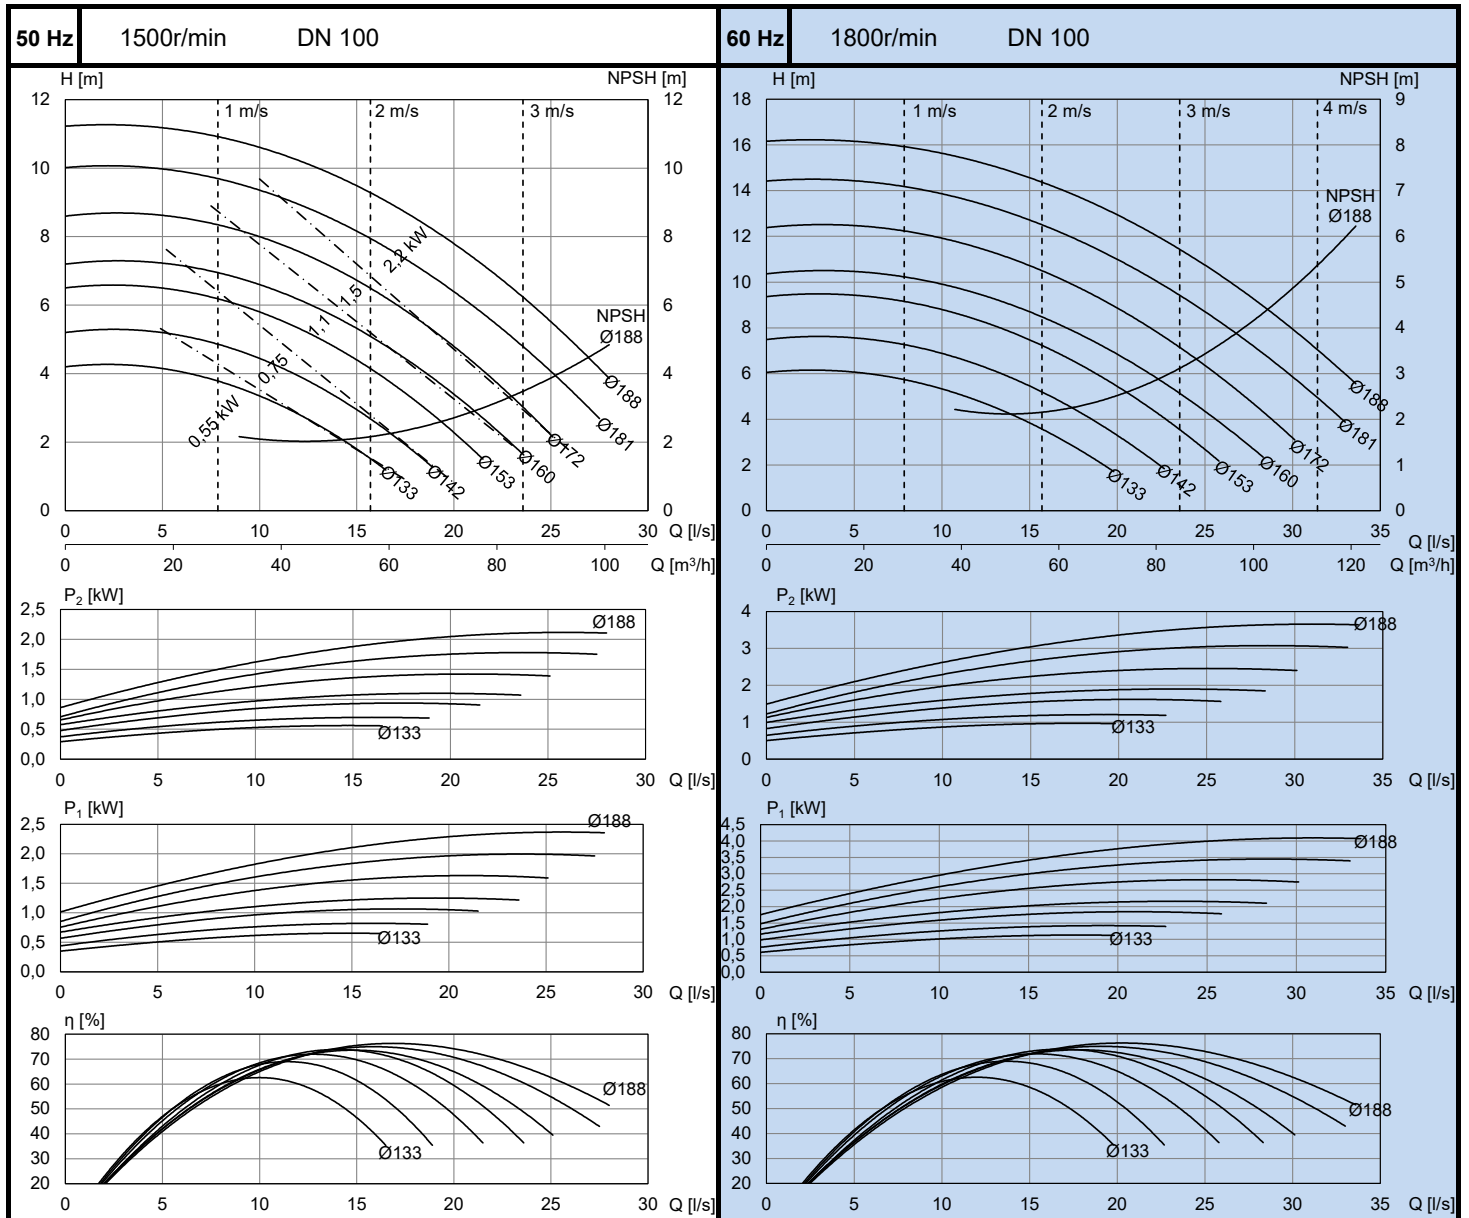 50 Hz 1500r/min DN 100
H [m] NPSH [m]
12 1 m/s 2 m/s 3 m/s 12
10 10
8 8
2,2 kW
6 1,5 6
1,1
NPSH
Ø188
0,75
4 4
Ø188
0,55 kW
Ø181
2 Ø172 2
Ø160
Ø153
Ø142
Ø133
0 0
0 5 10 15 20 25 30 Q [l/s]
0 20 40 60 80 100 Q [m³/h]
P₂ [kW]
2,5 Ø188
2,0
1,5
1,0
0,5 Ø133
0,0
0 5 10 15 20 25 30 Q [l/s]
P₁ [kW]
2,5 Ø188
2,0
1,5
1,0
0,5 Ø133
0,0
0 5 10 15 20 25 30 Q [l/s]
η [%]
80
70
60 Ø188
50
40
30 Ø133
20
0 5 10 15 20 25 30 Q [l/s]
60 Hz 1800r/min DN 100
H [m] NPSH [m]
18 1 m/s 2 m/s 3 m/s 4 m/s 9
16 8
14 7
NPSH
Ø188
12 6
10 5
8 4
6 3
Ø188
4 Ø181 2
Ø172
2 Ø160 1
Ø153
Ø142
Ø133
0 0
0 5 10 15 20 25 30 35
Q [l/s]
0 20 40 60 80 100 120 Q [m³/h]
P₂ [kW]
4 Ø188
3
2
1 Ø133
0
0 5 10 15 20 25 30 35 Q [l/s]
P₁ [kW]
4,5
4,0 Ø188
3,5
3,0
2,5
2,0
1,5
1,0 Ø133
0,5
0,0
0 5 10 15 20 25 30 35 Q [l/s]
η [%]
80
70
60
50 Ø188
40
30 Ø133
20
0 5 10 15 20 25 30 35 Q [l/s]